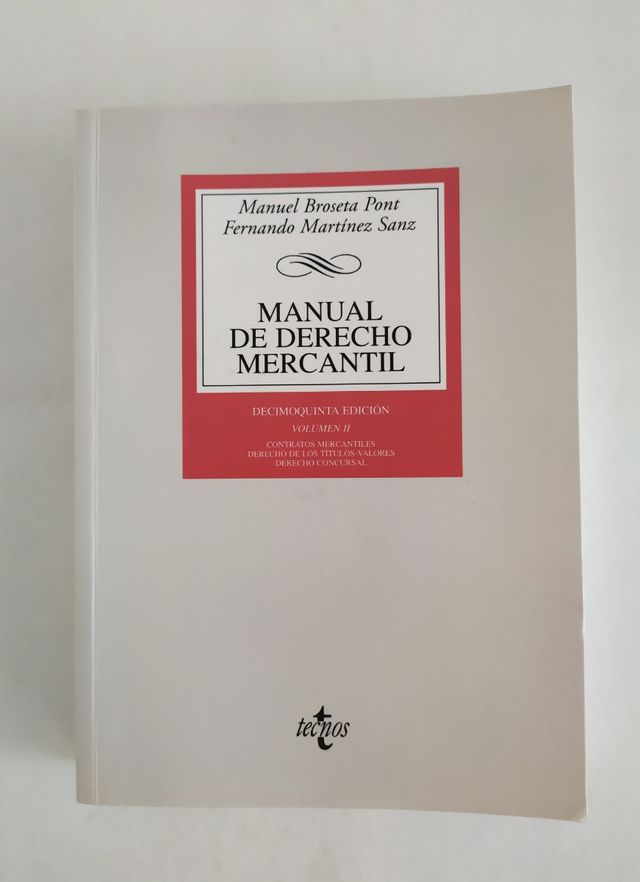 Manuel Broseta Pont
Fernando Martínez Sanz
MANUAL
DE DERECHO
MERCANTIL
DECIMOQUINTA EDICIÓN
VOLUMEN II
CONTRATOS MERCANTILES
DERECHO DE LOS TÍTULOS-VALORES
DERECHO CONCURSAL
tecnos